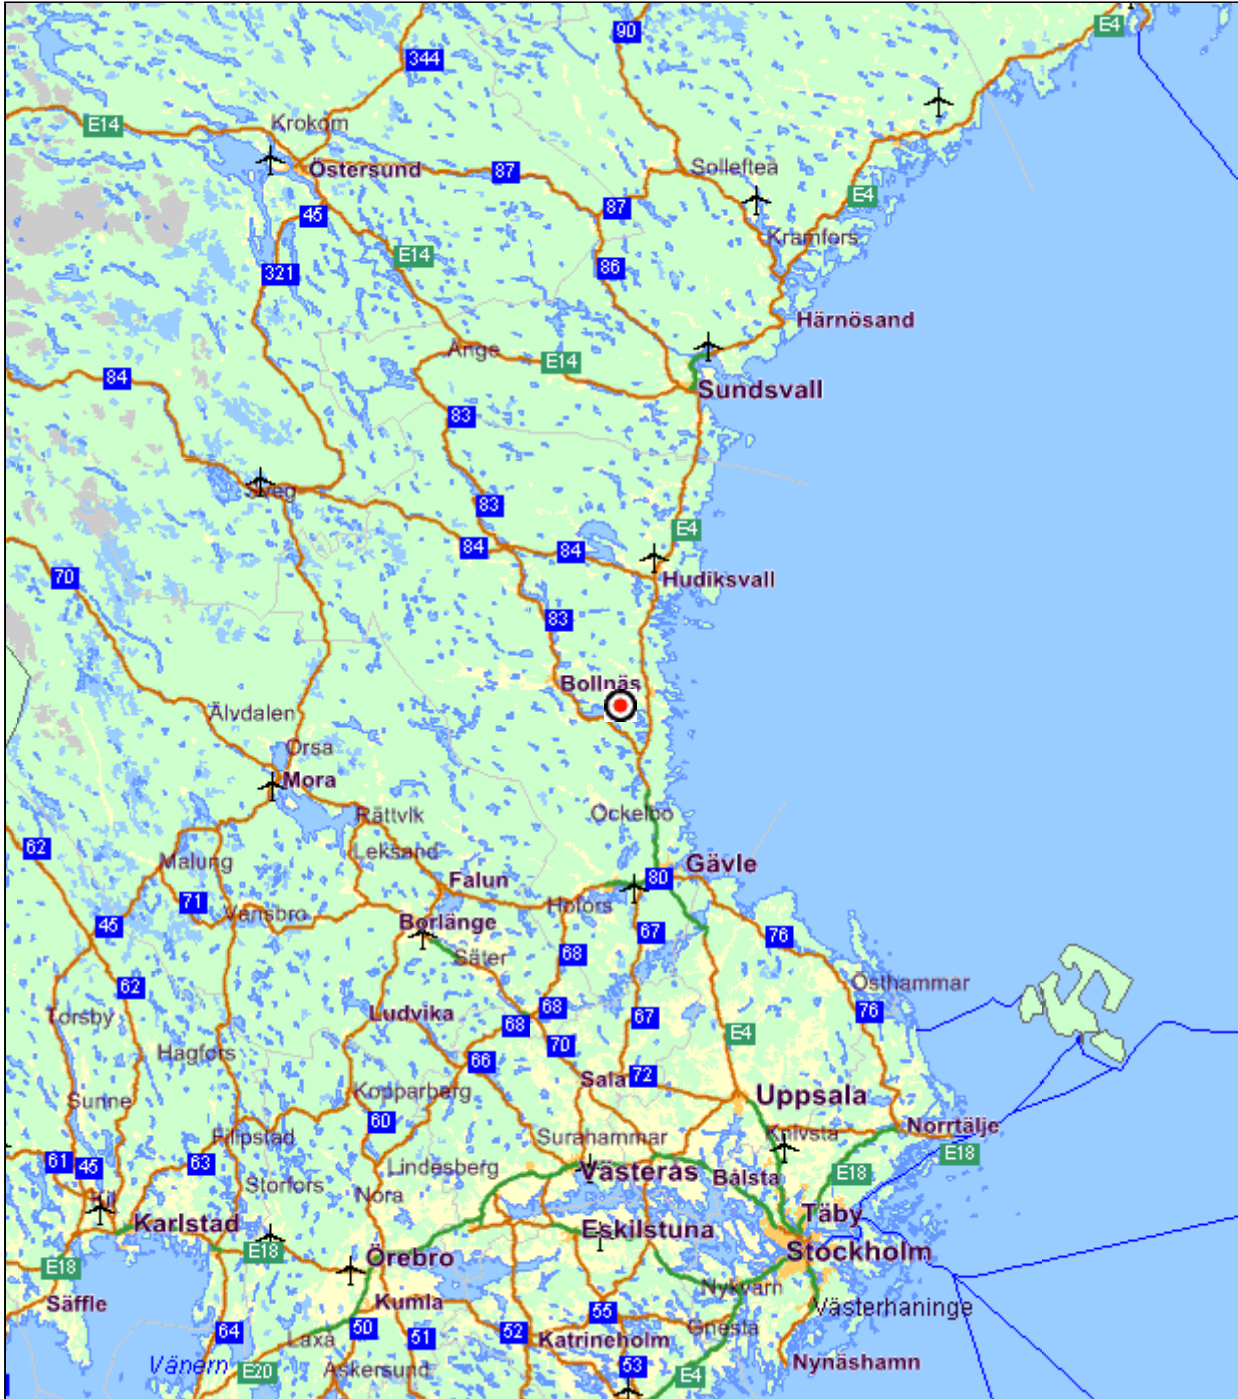 E4
90
344
E14
Krokom
Östersund
87
Sollefteå
87
E4
45
Kramfors
E14
86
321
Härnösand
Ånge
E14
84
Sundsvall
83
Sveg
83
E4
84
84
70
Hudiksvall
83
Bollnäs
Älvdalen
Orsa
Mora
Ockelbo
Rättvik
62
Leksand
Malung
Gävle
80
Falun
71
Hofors
Vansbro
Borlänge
45
67
76
68
Säter
Östhammar
62
68
76
Torsby
Ludvika
67
68
E4
70
Hagfors
66
Sala
72
Kopparberg
Uppsala
Sunne
60
Norrtälje
Filipstad
Surahammar
Knivsta
E18
61
45
63
Lindesberg
Västerås
Bålsta
E18
Storfors
Kil
Nora
Täby
Karlstad
Eskilstuna
E18
Örebro
Stockholm
E18
Nykvarn
Säffle
Kumla
55
Västerhaninge
64
50
51
52
Gnesta
Laxå
Katrineholm
Vänern
E20
Askersund
53
E4
Nynäshamn